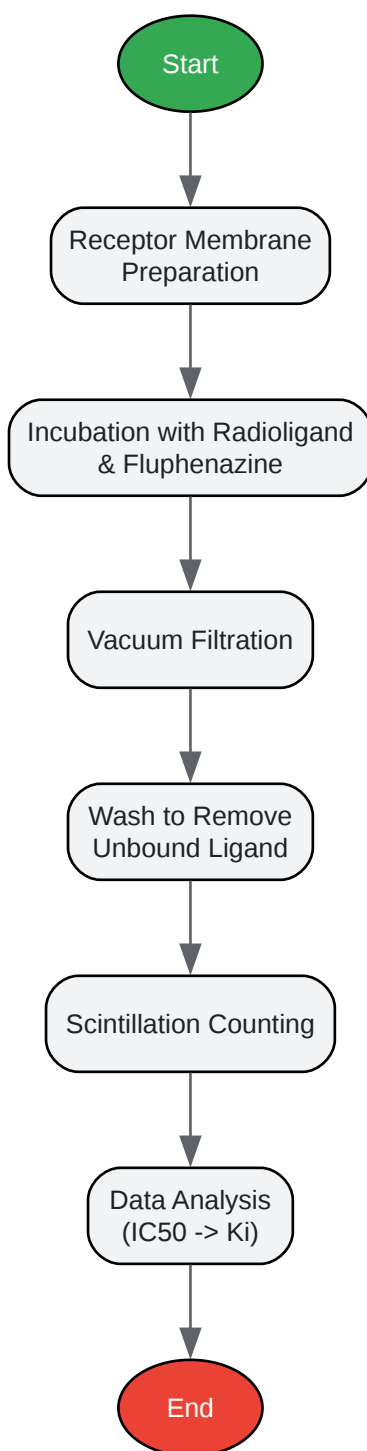 Start
Receptor Membrane
Preparation
Incubation with Radioligand
& Fluphenazine
Vacuum Filtration
Wash to Remove
Unbound Ligand
Scintillation Counting
Data Analysis
(IC50 -> Ki)
End